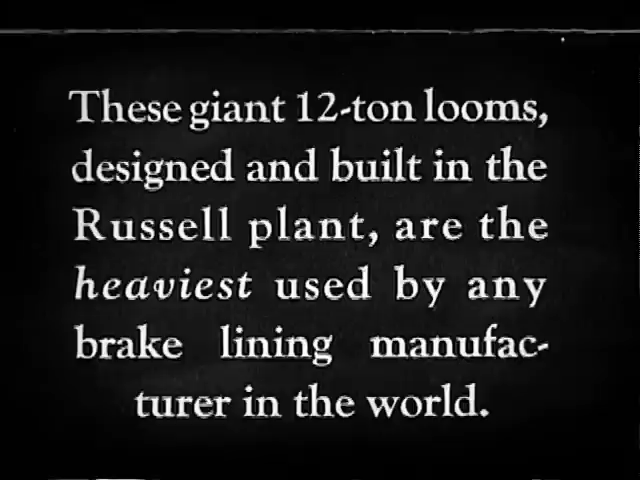 These giant 12-ton looms,
designed and built in the
Russell plant, are the
heaviest used by any
brake lining manufac-
turer in the world.